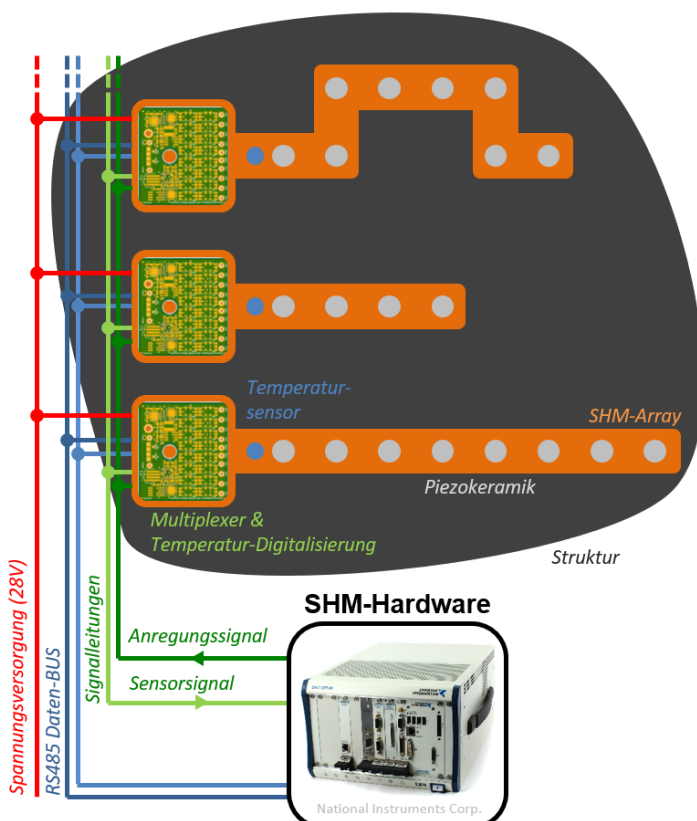 Temperatur-
sensor
SHM-Array
Piezokeramik
Multiplexer &
Temperatur-Digitalisierung
Struktur
Spannungsversorgung (28V)
RS485 Daten-BUS
Signalleitungen
SHM-Hardware
Anregungssignal
Sensorsignal
National Instruments Corp.